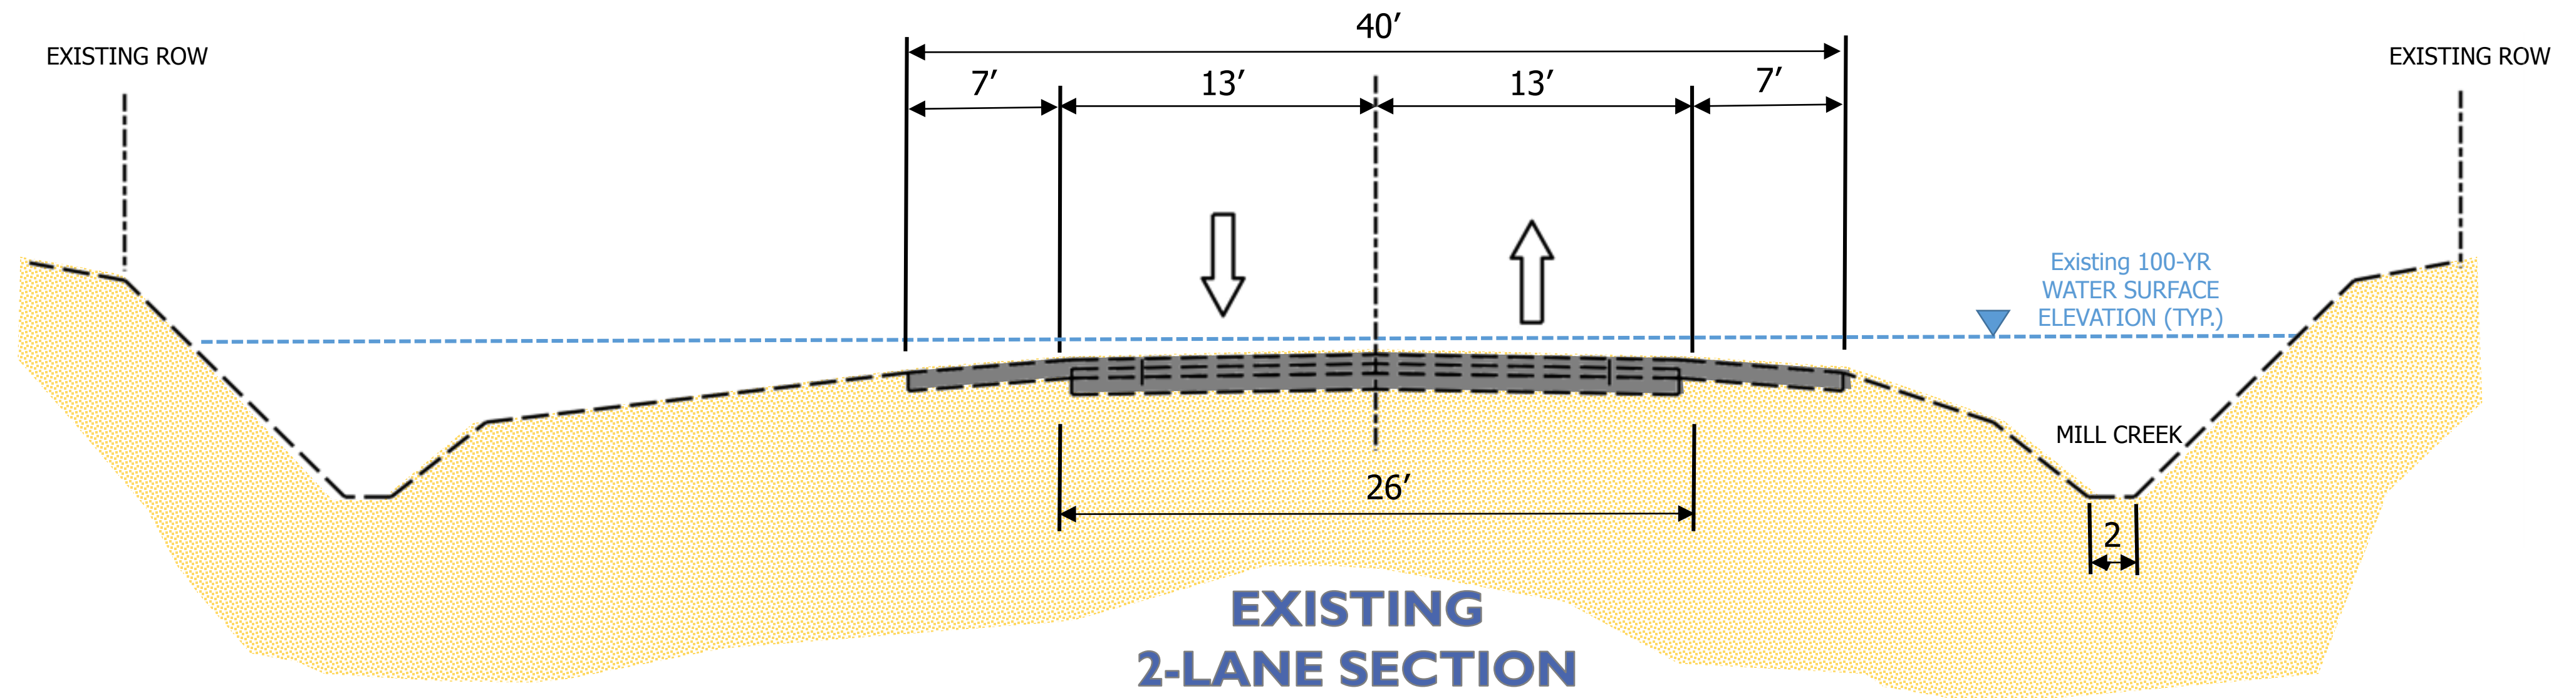 40’
EXISTING ROW
EXISTING ROW
7’
13’
13’
7’
Existing 100-YR
WATER SURFACE
ELEVATION (TYP.)
MILL CREEK
26’
2
EXISTING
2-LANE SECTION